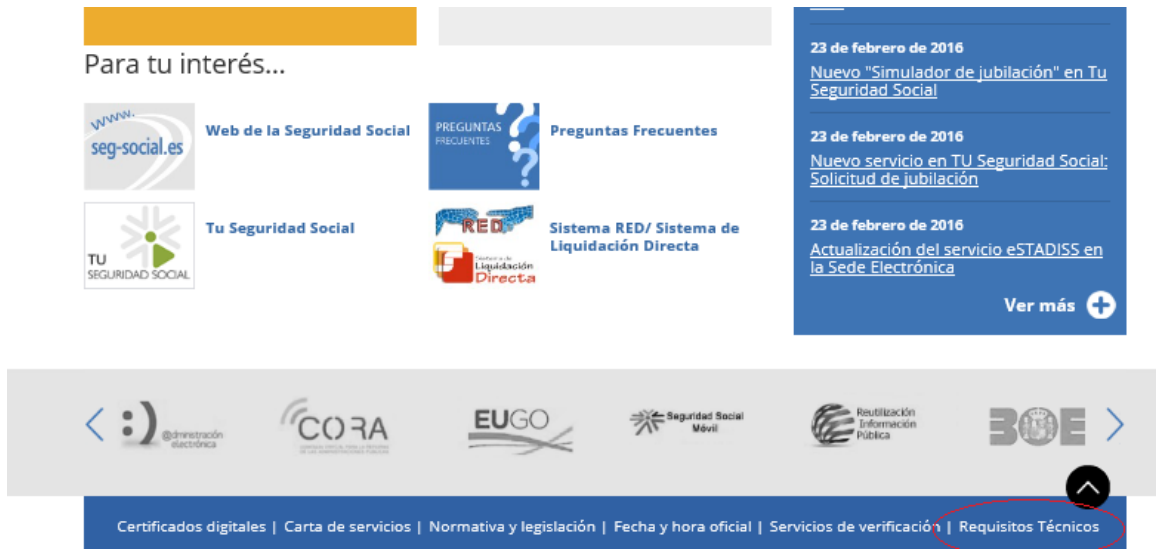 Para tu interés...
www.
seg-social.es
Web de la Seguridad Social
PREGUNTAS
FRECUENTES
Preguntas Frecuentes
TU
SEGURIDAD SOCIAL
Tu Seguridad Social
RED
Sistema de
Liquidación
Directa
Sistema RED/ Sistema de
Liquidación Directa
23 de febrero de 2016
Nuevo "Simulador de jubilación" en Tu
Seguridad Social
23 de febrero de 2016
Nuevo servicio en TU Seguridad Social:
Solicitud de jubilación
23 de febrero de 2016
Actualización del servicio eSTADISS en
la Sede Electrónica
Ver más
@dministración
electrónica
CORA
EUGO
Seguridad Social
Móvil
Reutilización
Información
Pública
BOE
Certificados digitales | Carta de servicios | Normativa y legislación | Fecha y hora oficial | Servicios de verificación | Requisitos Técnicos